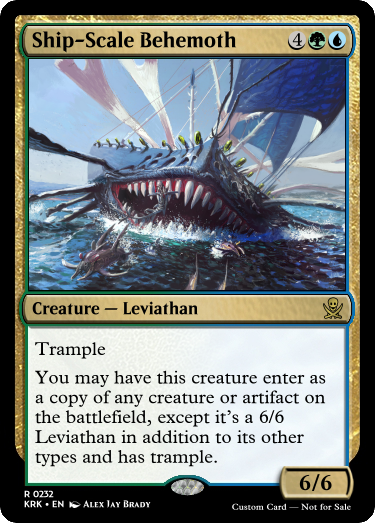 Ship-Scale Behemoth 4
Creature — Leviathan
Trample
You may have this creature enter as
a copy of any creature or artifact on
the battlefield, except it's a 6/6
Leviathan in addition to its other
types and has trample.
6/6
R 0232
KRK • EN Alex Jay Brady
Custom Card — Not for Sale